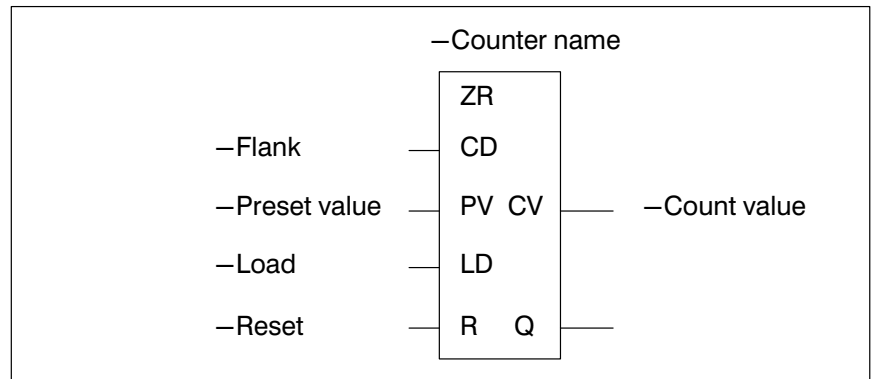 –Counter name
ZR
–Flank CD
–Preset value PV CV –Count value
–Load LD
–Reset R Q